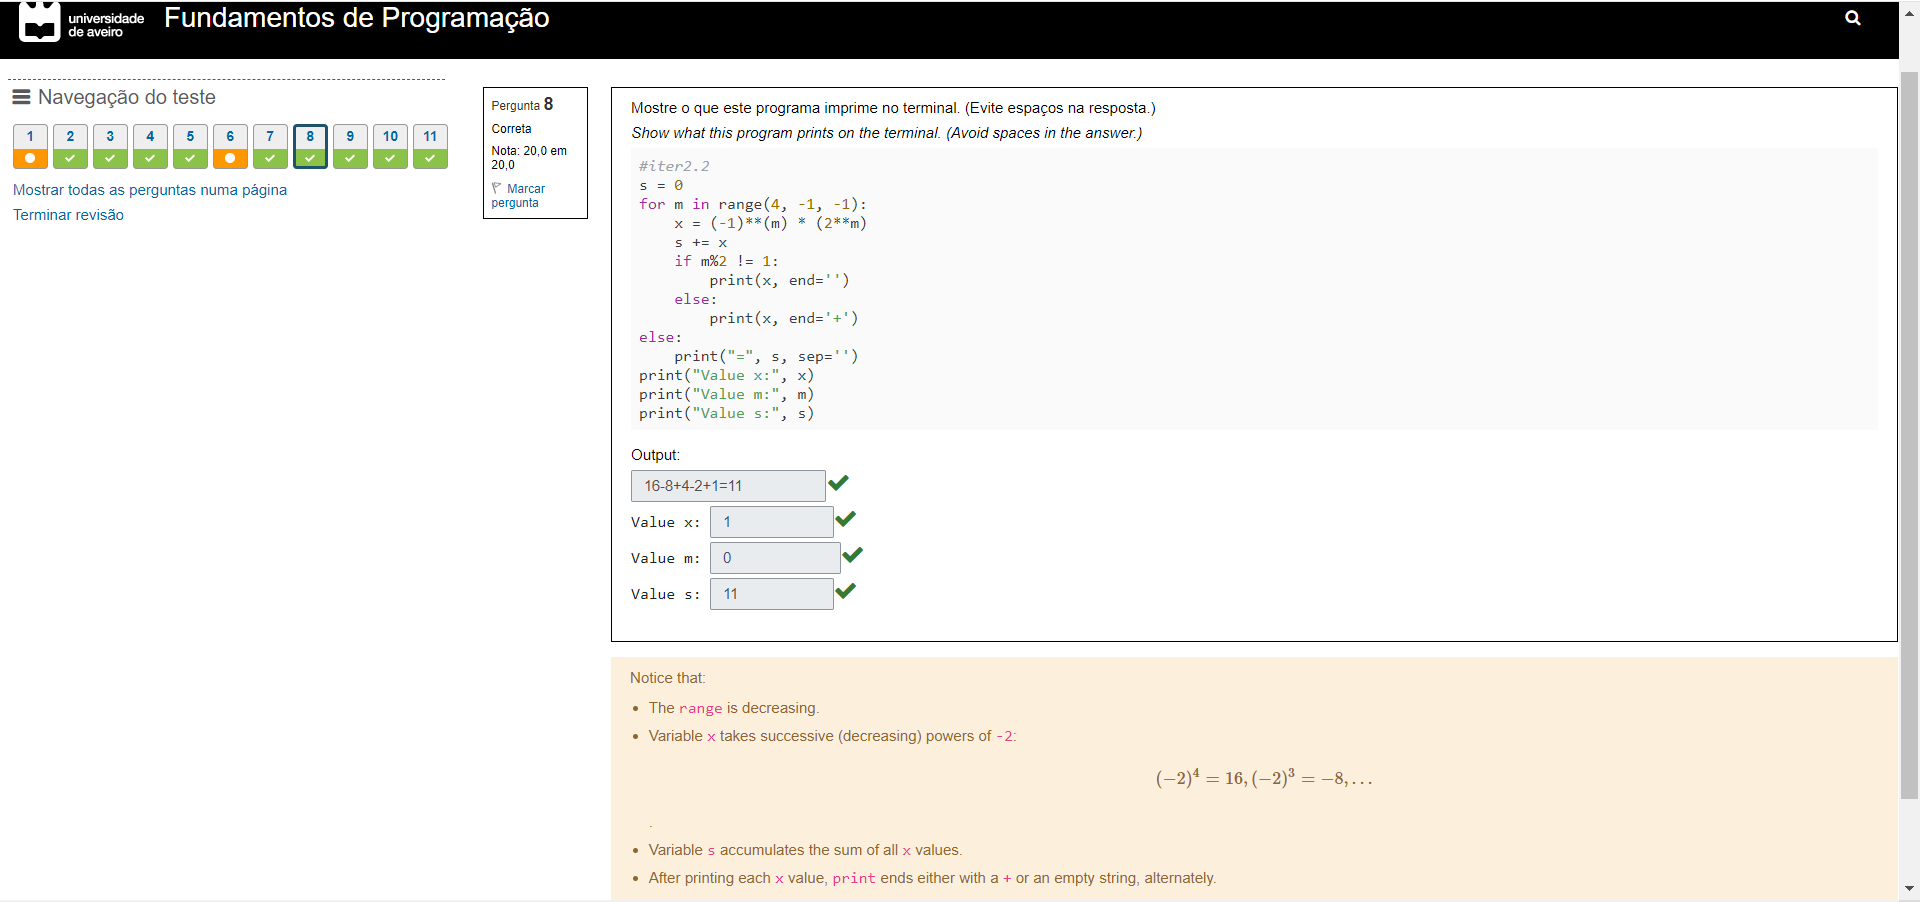 universidade
de aveiro
Fundamentos de Programação
Navegação do teste
1 2 3 4 5 6 7 8 9 10 11
Mostrar todas as perguntas numa página
Terminar revisão
Pergunta 8
Correta
Nota: 20,0 em
20,0
Marcar
pergunta
Mostre o que este programa imprime no terminal. (Evite espaços na resposta.)
Show what this program prints on the terminal. (Avoid spaces in the answer.)
#iter2.2
s = 0
for m in range(4, -1, -1):
    x = (-1)**(m) * (2**m)
    s += x
    if m%2 != 1:
        print(x, end='')
    else:
        print(x, end='+')
else:
    print("=", s, sep='')
print("Value x:", x)
print("Value m:", m)
print("Value s:", s)
Output:
16-8+4-2+1=11
Value x: 1
Value m: 0
Value s: 11
Notice that:
• The range is decreasing.
• Variable x takes successive (decreasing) powers of -2:
(−2)⁴ = 16, (−2)³ = −8, …
.
• Variable s accumulates the sum of all x values.
• After printing each x value, print ends either with a + or an empty string, alternately.